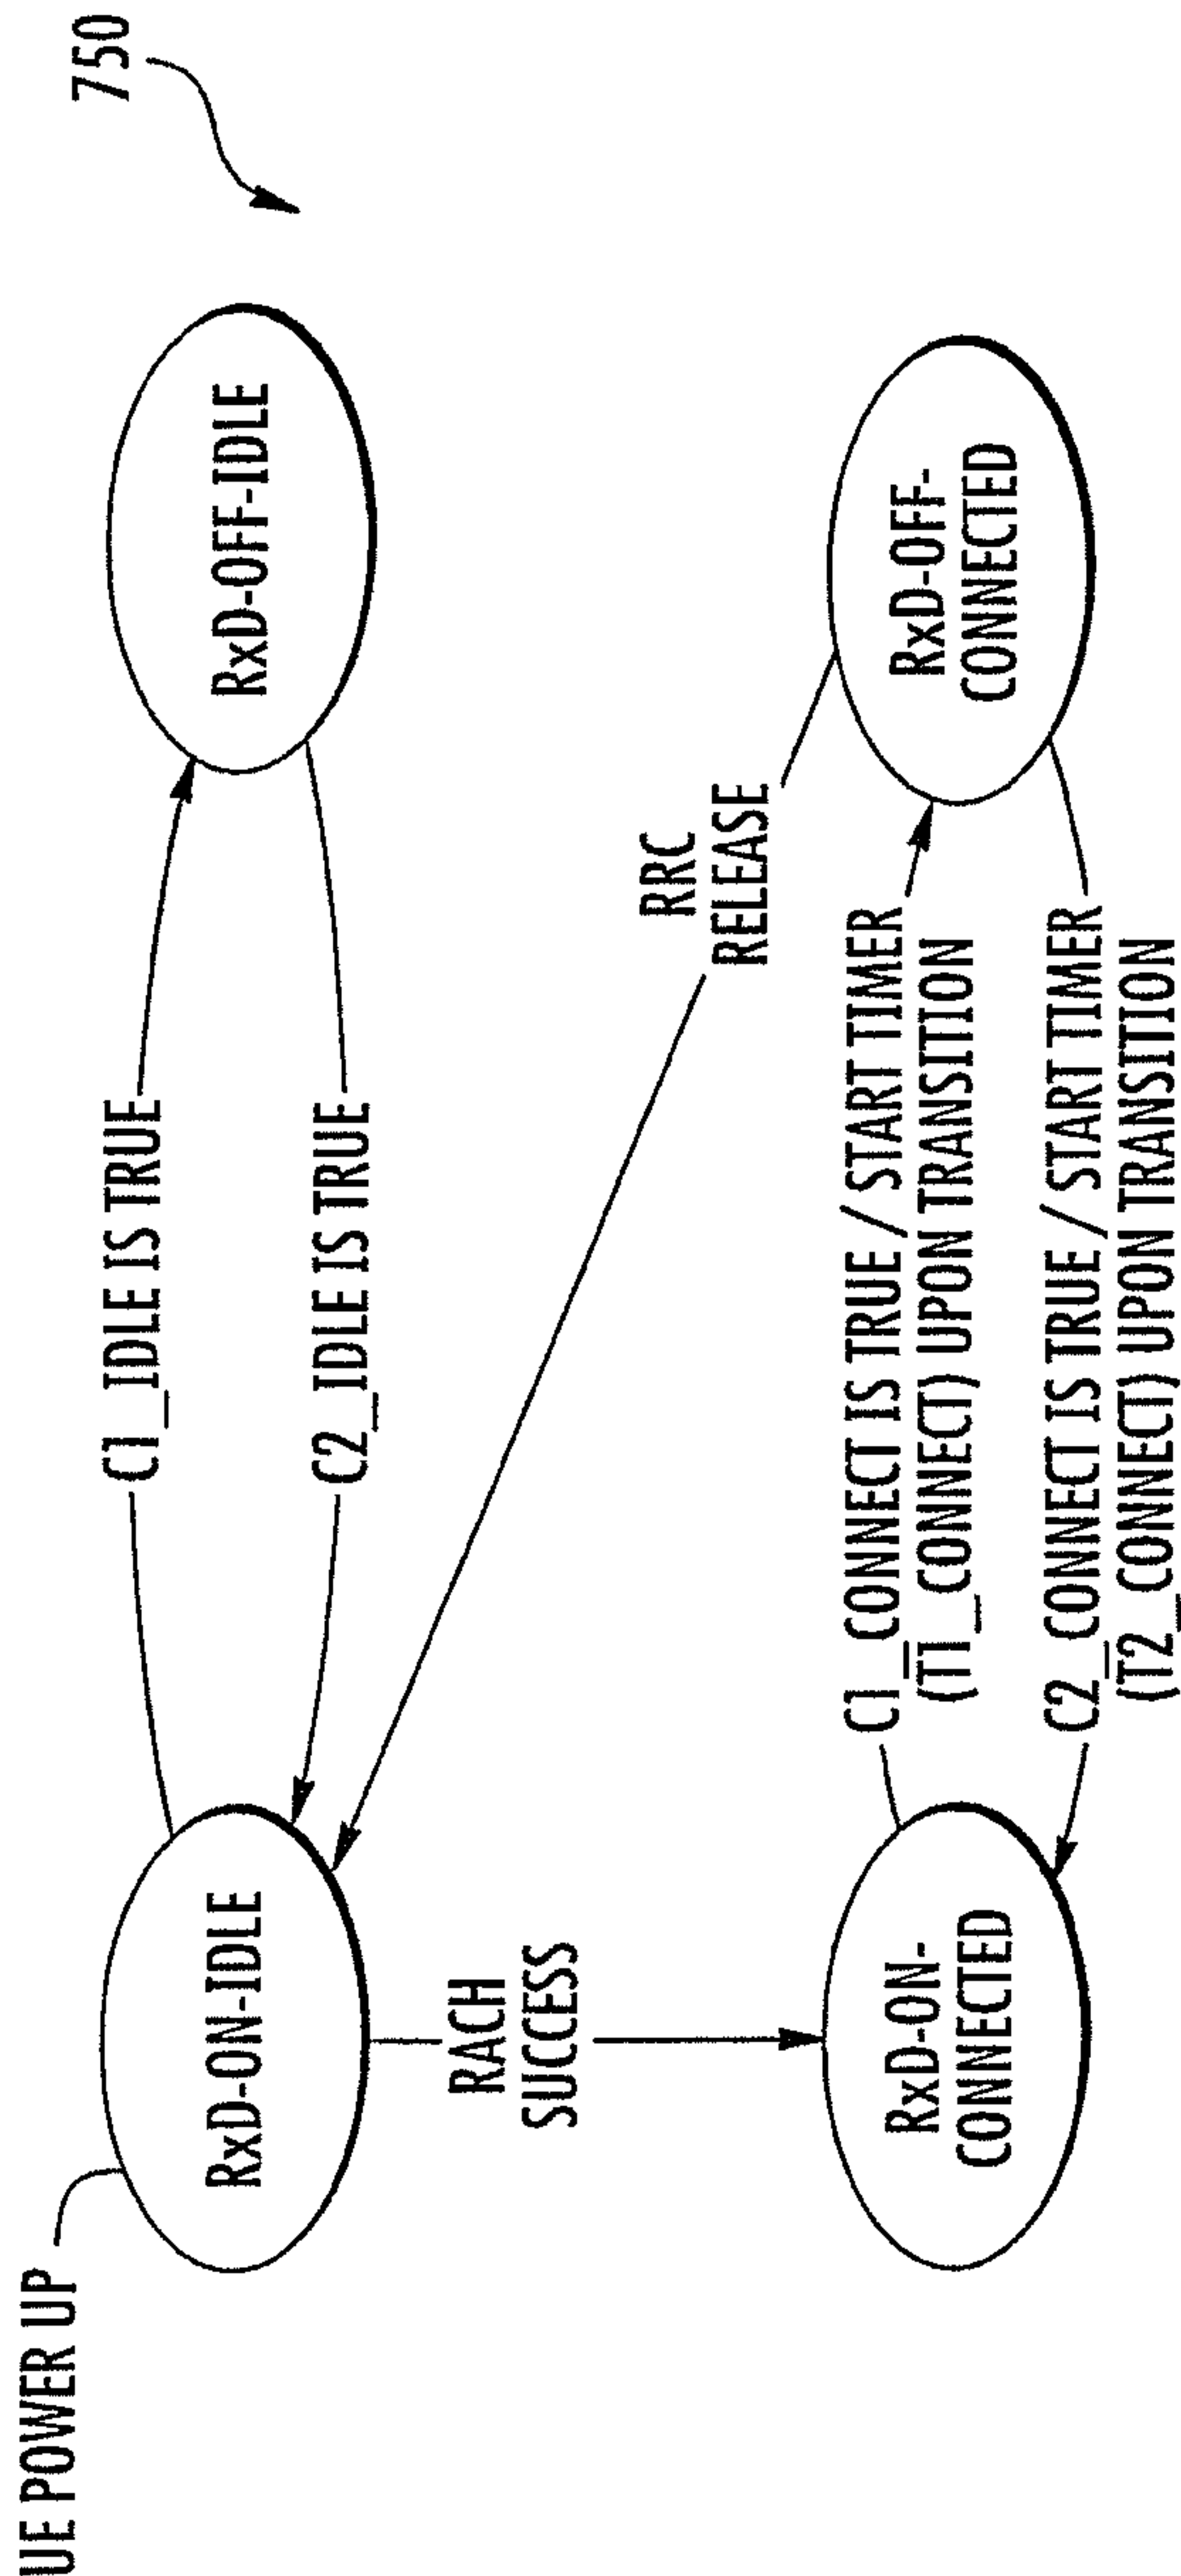 750
UE POWER UP
RxD-ON-IDLE
C1_IDLE IS TRUE
C2_IDLE IS TRUE
RxD-OFF-IDLE
RACH
SUCCESS
RRC
RELEASE
RxD-ON-
CONNECTED
C1_CONNECT IS TRUE / START TIMER
(T1_CONNECT) UPON TRANSITION
C2_CONNECT IS TRUE / START TIMER
(T2_CONNECT) UPON TRANSITION
RxD-OFF-
CONNECTED